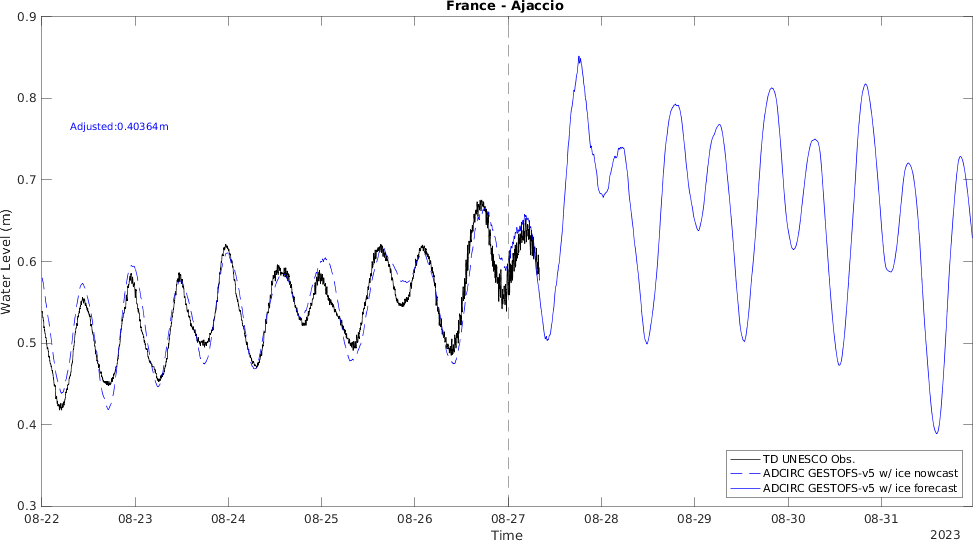 France - Ajaccio
Water Level (m)
0.9
0.8
0.7
0.6
0.5
0.4
0.3
Adjusted:0.40364m
TD UNESCO Obs.
ADCIRC GESTOFS-v5 w/ ice nowcast
ADCIRC GESTOFS-v5 w/ ice forecast
08-22 08-23 08-24 08-25 08-26 08-27 08-28 08-29 08-30 08-31
Time
2023